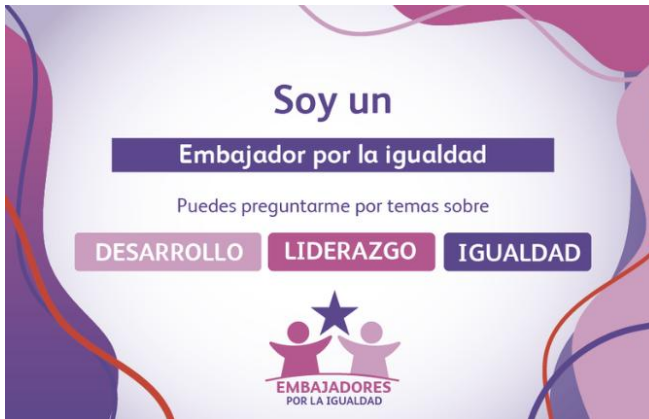 Soy un
Embajador por la igualdad
Puedes preguntarme por temas sobre
DESARROLLO LIDERAZGO IGUALDAD
EMBAJADORES
POR LA IGUALDAD